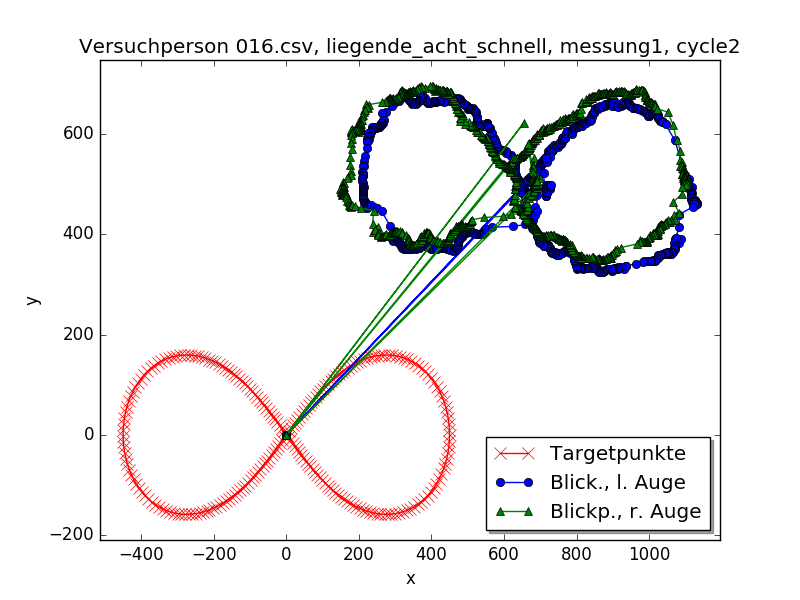 Versuchperson 016.csv, liegende_acht_schnell, messung1, cycle2
y
600
400
200
0
−200
−400
−200
0
200
400
600
800
1000
x
Targetpunkte
Blick., l. Auge
Blickp., r. Auge